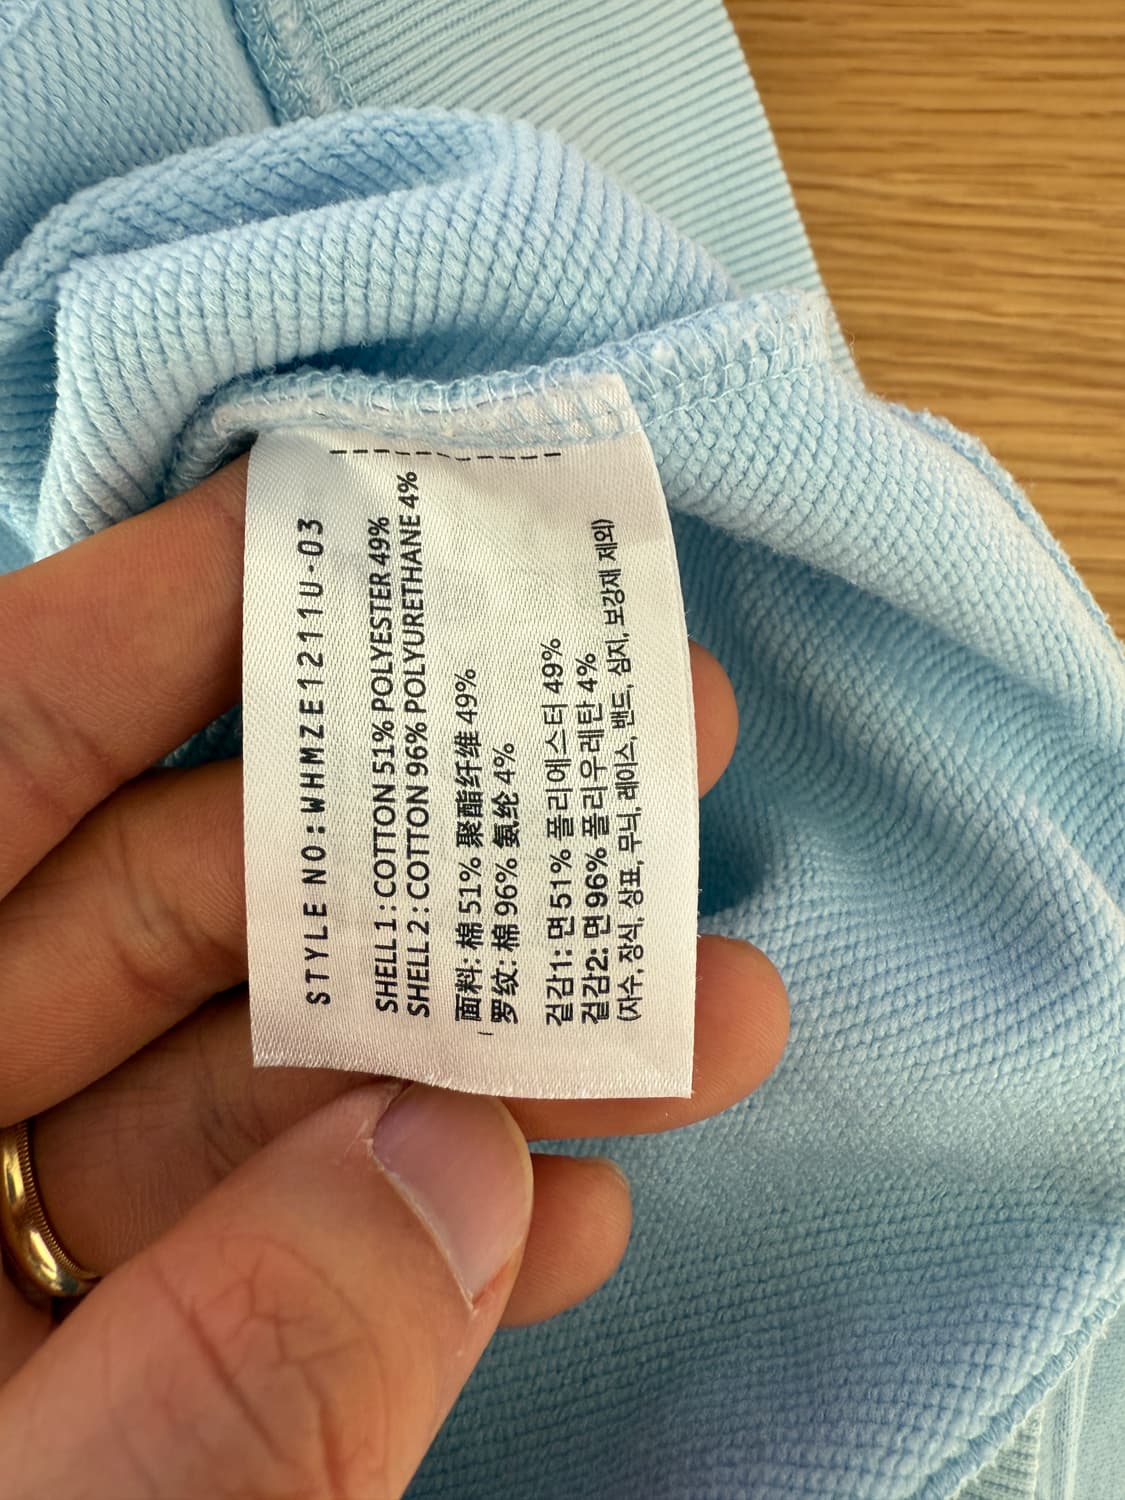 STYLE NO:WHMZE1211U-03
SHELL 1 : COTTON 51% POLYESTER 49%
SHELL 2 : COTTON 96% POLYURETHANE 4%
面料: 棉 51% 聚酯纤维 49%
罗纹: 棉 96% 氨纶 4%
겉감1: 면 51% 폴리에스터 49%
겉감2: 면 96% 폴리우레탄 4%
(자수, 장식, 상표, 무늬, 레이스, 밴드, 심지, 보강재 제외)